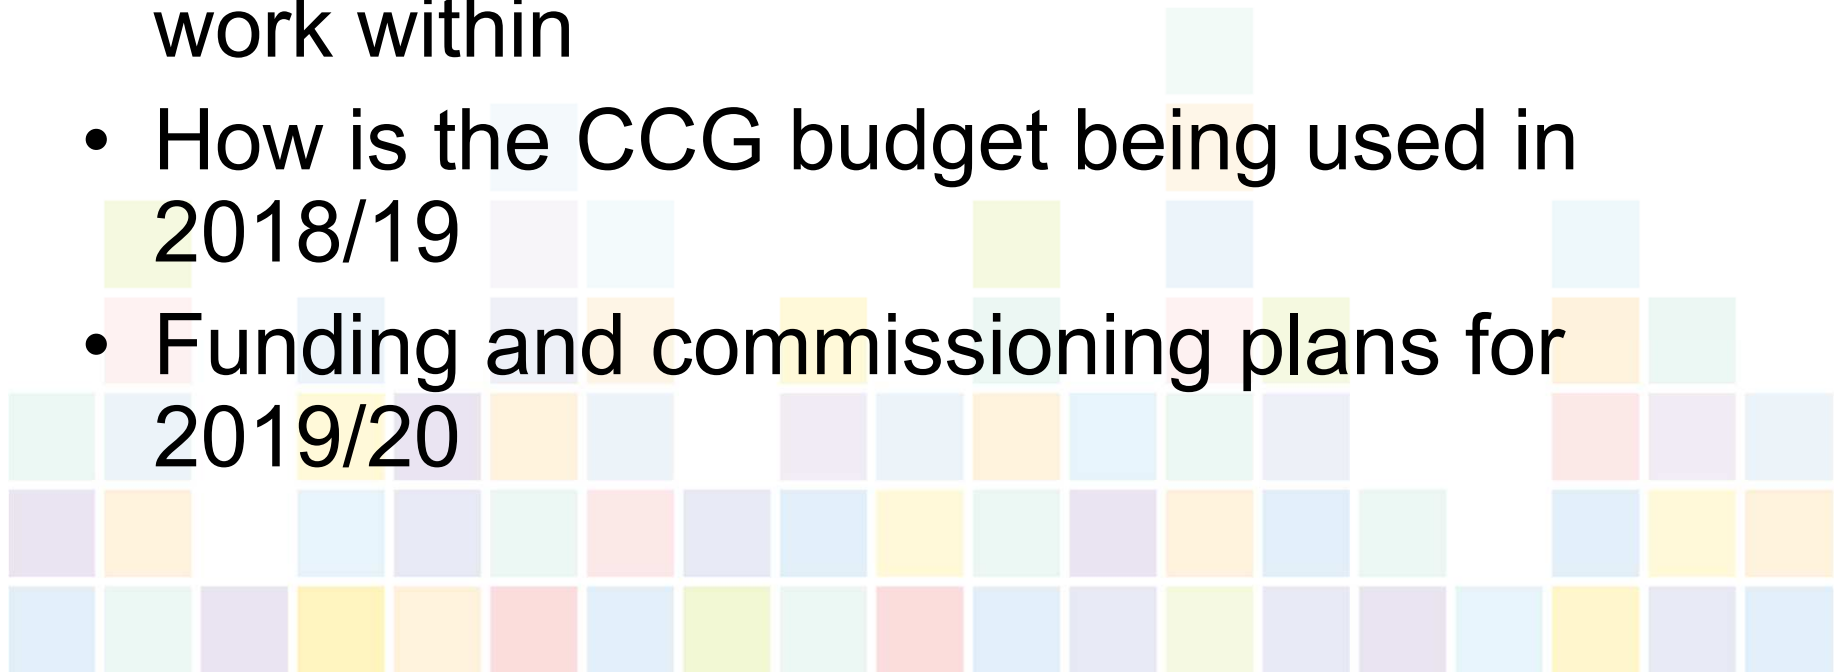 work within
• How is the CCG budget being used in
2018/19
• Funding and commissioning plans for
2019/20